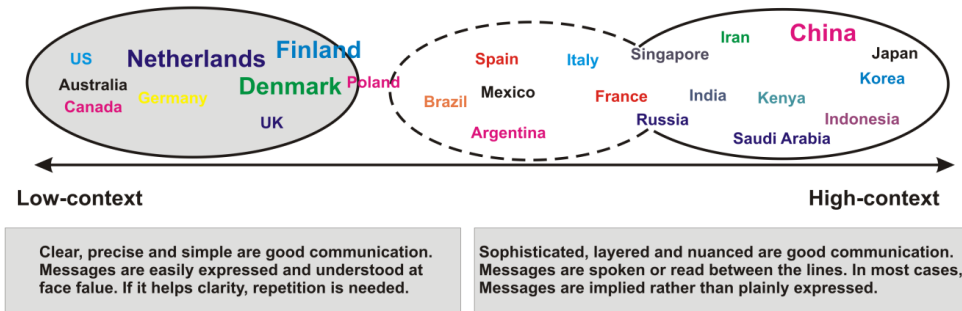 US
Netherlands
Finland
Australia
Canada
Germany
Denmark
Poland
UK
Spain
Italy
Brazil
Mexico
France
Argentina
Singapore
Iran
China
Japan
Korea
India
Kenya
Russia
Indonesia
Saudi Arabia
Low-context
High-context
Clear, precise and simple are good communication.
Messages are easily expressed and understood at
face falue. If it helps clarity, repetition is needed.
Sophisticated, layered and nuanced are good communication.
Messages are spoken or read between the lines. In most cases,
Messages are implied rather than plainly expressed.